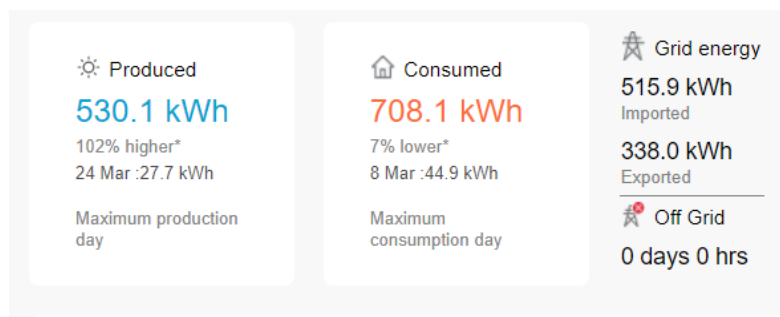 Produced
530.1 kWh
102% higher*
24 Mar :27.7 kWh
Maximum production
day
Consumed
708.1 kWh
7% lower*
8 Mar :44.9 kWh
Maximum
consumption day
Grid energy
515.9 kWh
Imported
338.0 kWh
Exported
Off Grid
0 days 0 hrs